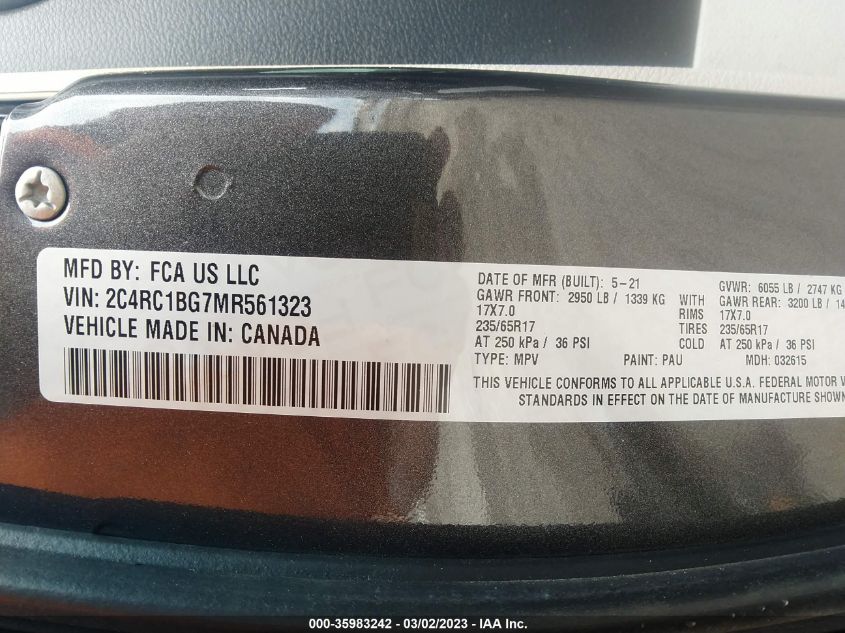 MFD BY: FCA US LLC
VIN: 2C4RC1BG7MR561323
VEHICLE MADE IN: CANADA
DATE OF MFR (BUILT): 5-21
GAWR FRONT: 2950 LB / 1339 KG WITH
17X7.0 RIMS
235/65R17 TIRES
AT 250 kPa / 36 PSI COLD
TYPE: MPV PAINT: PAU MDH: 032615
GVWR: 6055 LB / 2747 KG
GAWR REAR: 3200 LB /
17X7.0
235/65R17
AT 250 kPa / 36 PSI
THIS VEHICLE CONFORMS TO ALL APPLICABLE U.S.A. FEDERAL MOTOR
STANDARDS IN EFFECT ON THE DATE OF MANUFACTURE SHOWN
000-35983242 - 03/02/2023 - IAA Inc.